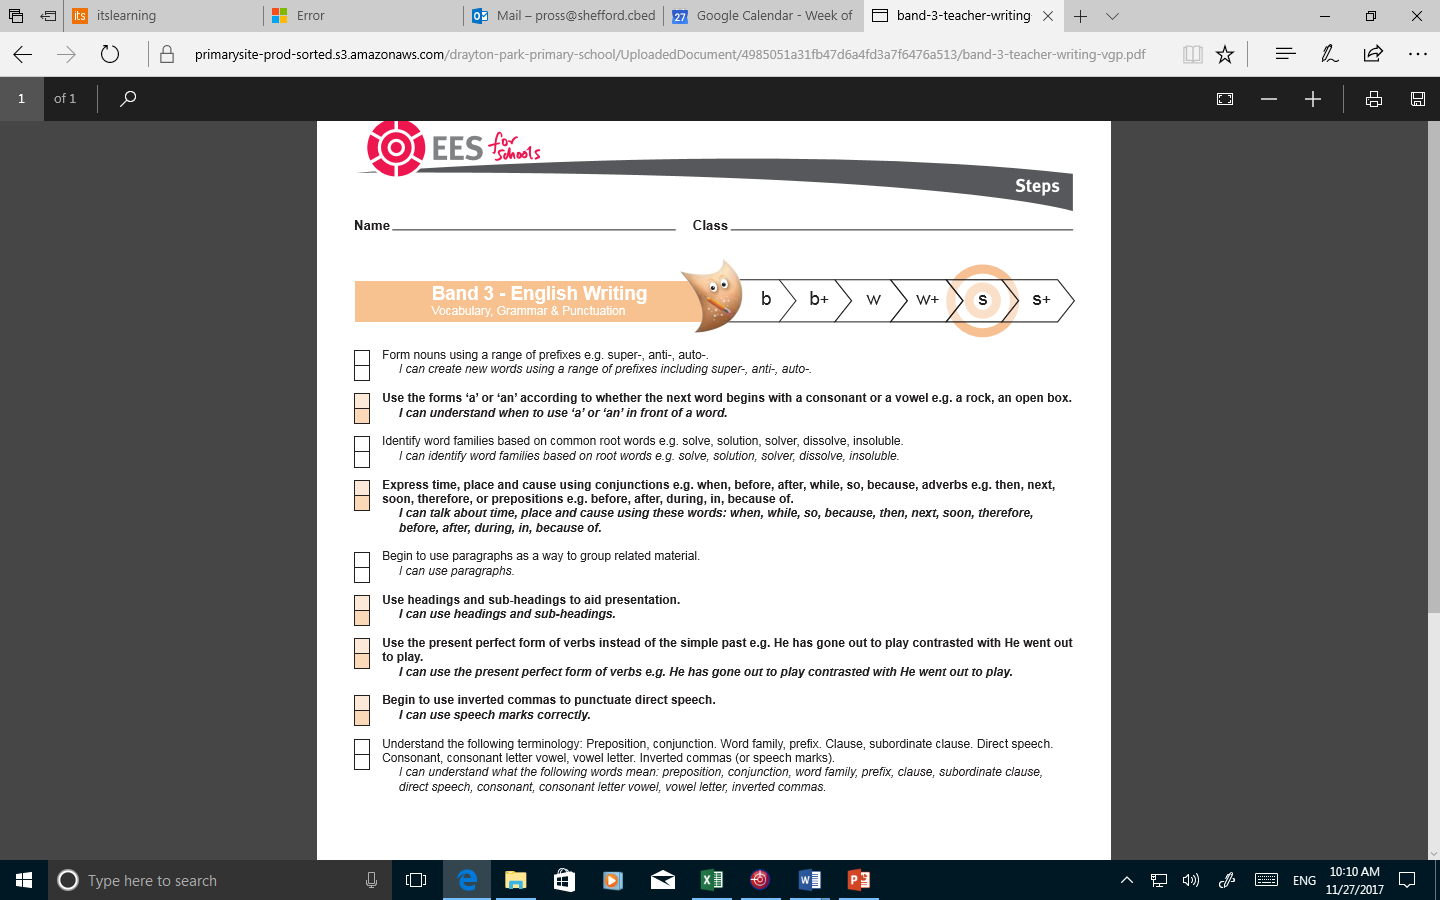 itslearning
Error
Mail – pross@shefford.cbed
Google Calendar - Week of
band-3-teacher-writing
primarysite-prod-sorted.s3.amazonaws.com/drayton-park-primary-school/UploadedDocument/4985051a31fb47d6a4fd3a7f6476a513/band-3-teacher-writing-vgp.pdf
1 of 1
EES for Schools
Steps
Name Class
Band 3 - English Writing
Vocabulary, Grammar & Punctuation
b b+ w w+ s s+
Form nouns using a range of prefixes e.g. super-, anti-, auto-.
I can create new words using a range of prefixes including super-, anti-, auto-.
Use the forms ‘a’ or ‘an’ according to whether the next word begins with a consonant or a vowel e.g. a rock, an open box.
I can understand when to use ‘a’ or ‘an’ in front of a word.
Identify word families based on common root words e.g. solve, solution, solver, dissolve, insoluble.
I can identify word families based on root words e.g. solve, solution, solver, dissolve, insoluble.
Express time, place and cause using conjunctions e.g. when, before, after, while, so, because, adverbs e.g. then, next,
soon, therefore, or prepositions e.g. before, after, during, in, because of.
I can talk about time, place and cause using these words: when, while, so, because, then, next, soon, therefore,
before, after, during, in, because of.
Begin to use paragraphs as a way to group related material.
I can use paragraphs.
Use headings and sub-headings to aid presentation.
I can use headings and sub-headings.
Use the present perfect form of verbs instead of the simple past e.g. He has gone out to play contrasted with He went out
to play.
I can use the present perfect form of verbs e.g. He has gone out to play contrasted with He went out to play.
Begin to use inverted commas to punctuate direct speech.
I can use speech marks correctly.
Understand the following terminology: Preposition, conjunction. Word family, prefix. Clause, subordinate clause. Direct speech.
Consonant, consonant letter vowel, vowel letter. Inverted commas (or speech marks).
I can understand what the following words mean: preposition, conjunction, word family, prefix, clause, subordinate clause,
direct speech, consonant, consonant letter vowel, vowel letter, inverted commas.
Type here to search
ENG
10:10 AM
11/27/2017